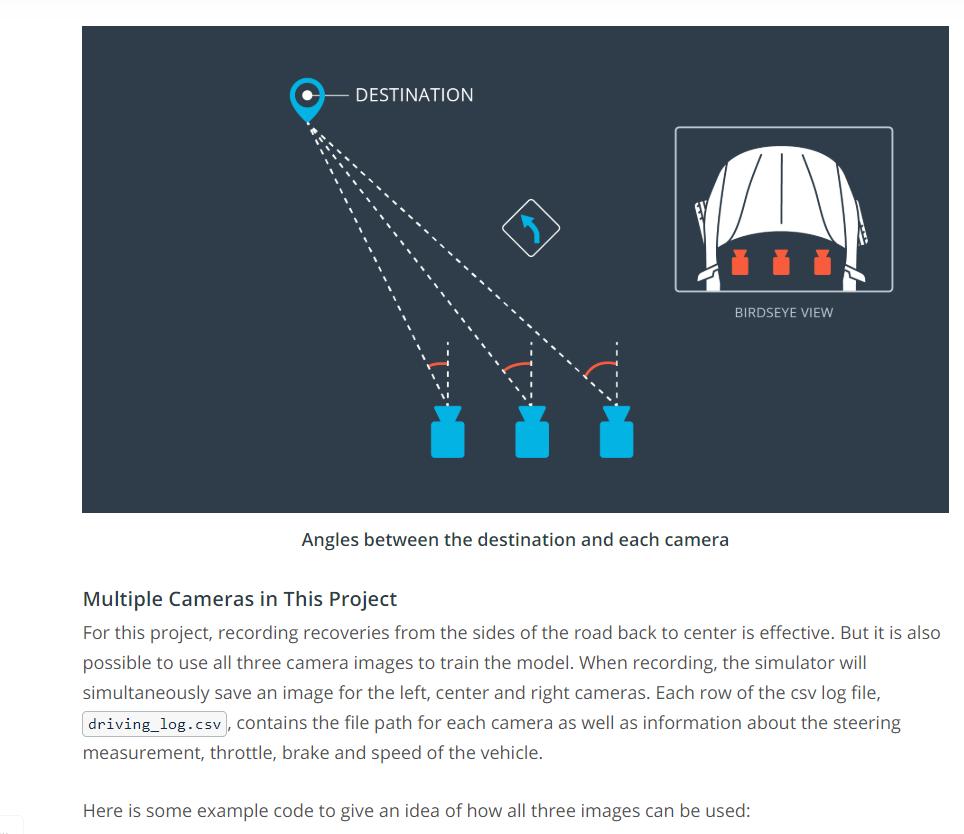 DESTINATION
BIRDSEYE VIEW
Angles between the destination and each camera
Multiple Cameras in This Project
For this project, recording recoveries from the sides of the road back to center is effective. But it is also
possible to use all three camera images to train the model. When recording, the simulator will
simultaneously save an image for the left, center and right cameras. Each row of the csv log file,
driving_log.csv, contains the file path for each camera as well as information about the steering
measurement, throttle, brake and speed of the vehicle.
Here is some example code to give an idea of how all three images can be used: